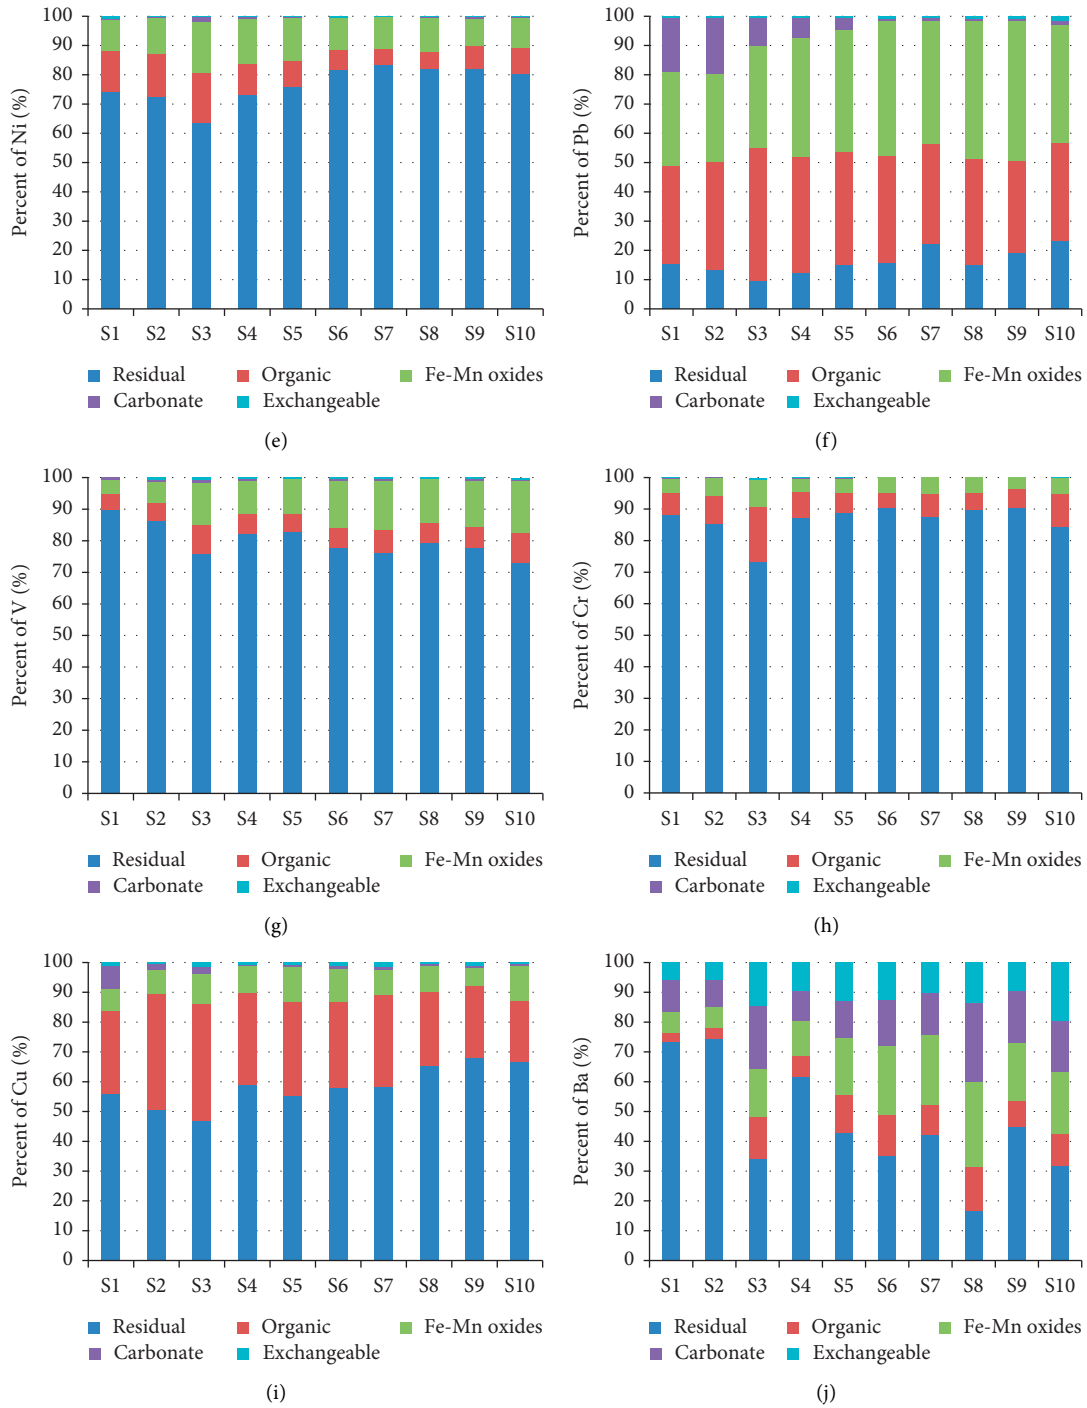 Percent of Ni (%)
100
90
80
70
60
50
40
30
20
10
0
S1 S2 S3 S4 S5 S6 S7 S8 S9 S10
Residual Organic Fe-Mn oxides
Carbonate Exchangeable
(e)
Percent of Pb (%)
100
90
80
70
60
50
40
30
20
10
0
S1 S2 S3 S4 S5 S6 S7 S8 S9 S10
Residual Organic Fe-Mn oxides
Carbonate Exchangeable
(f)
Percent of V (%)
100
90
80
70
60
50
40
30
20
10
0
S1 S2 S3 S4 S5 S6 S7 S8 S9 S10
Residual Organic Fe-Mn oxides
Carbonate Exchangeable
(g)
Percent of Cr (%)
100
90
80
70
60
50
40
30
20
10
0
S1 S2 S3 S4 S5 S6 S7 S8 S9 S10
Residual Organic Fe-Mn oxides
Carbonate Exchangeable
(h)
Percent of Cu (%)
100
90
80
70
60
50
40
30
20
10
0
S1 S2 S3 S4 S5 S6 S7 S8 S9 S10
Residual Organic Fe-Mn oxides
Carbonate Exchangeable
(i)
Percent of Ba (%)
100
90
80
70
60
50
40
30
20
10
0
S1 S2 S3 S4 S5 S6 S7 S8 S9 S10
Residual Organic Fe-Mn oxides
Carbonate Exchangeable
(j)